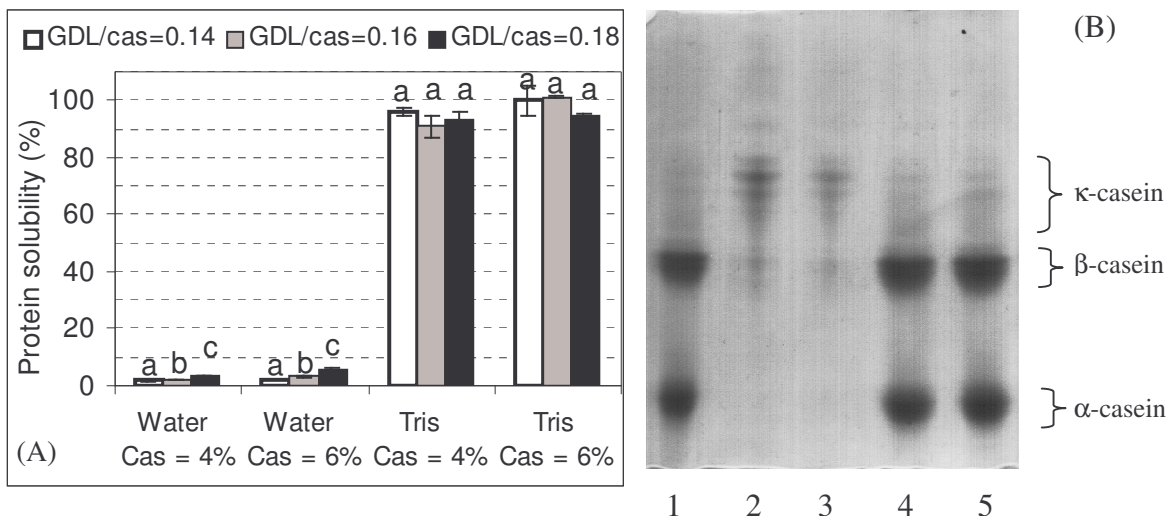 GDL/cas=0.14 GDL/cas=0.16 GDL/cas=0.18
Protein solubility (%)
100
80
60
40
20
0
a b c a b c a a a a a a
Water Water Tris Tris
Cas = 4% Cas = 6% Cas = 4% Cas = 6%
(A)
(B)
κ-casein
β-casein
α-casein
1 2 3 4 5